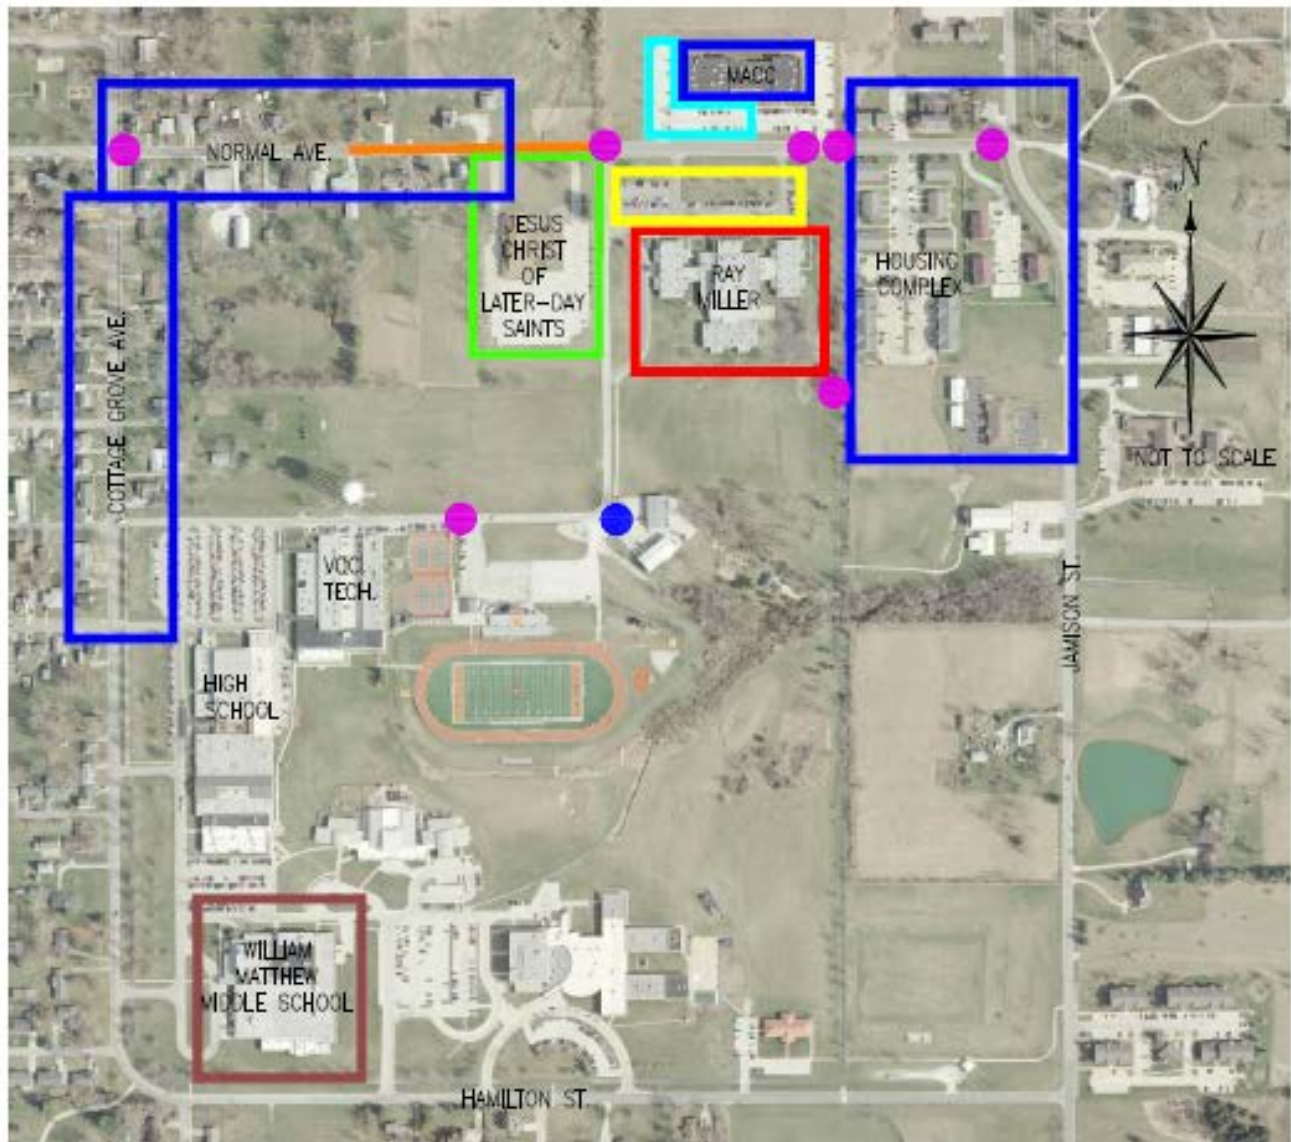 MACC
NORMAL AVE.
N
JESUS
CHRIST
OF
LATER-DAY
SAINTS
RAY
MILLER
HOUSING
COMPLEX
COTTAGE GROVE AVE.
NOT TO SCALE
VOC.
TECH.
JAMISON ST.
HIGH
SCHOOL
WILLIAM
MATTHEW
MIDDLE SCHOOL
HAMILTON ST.